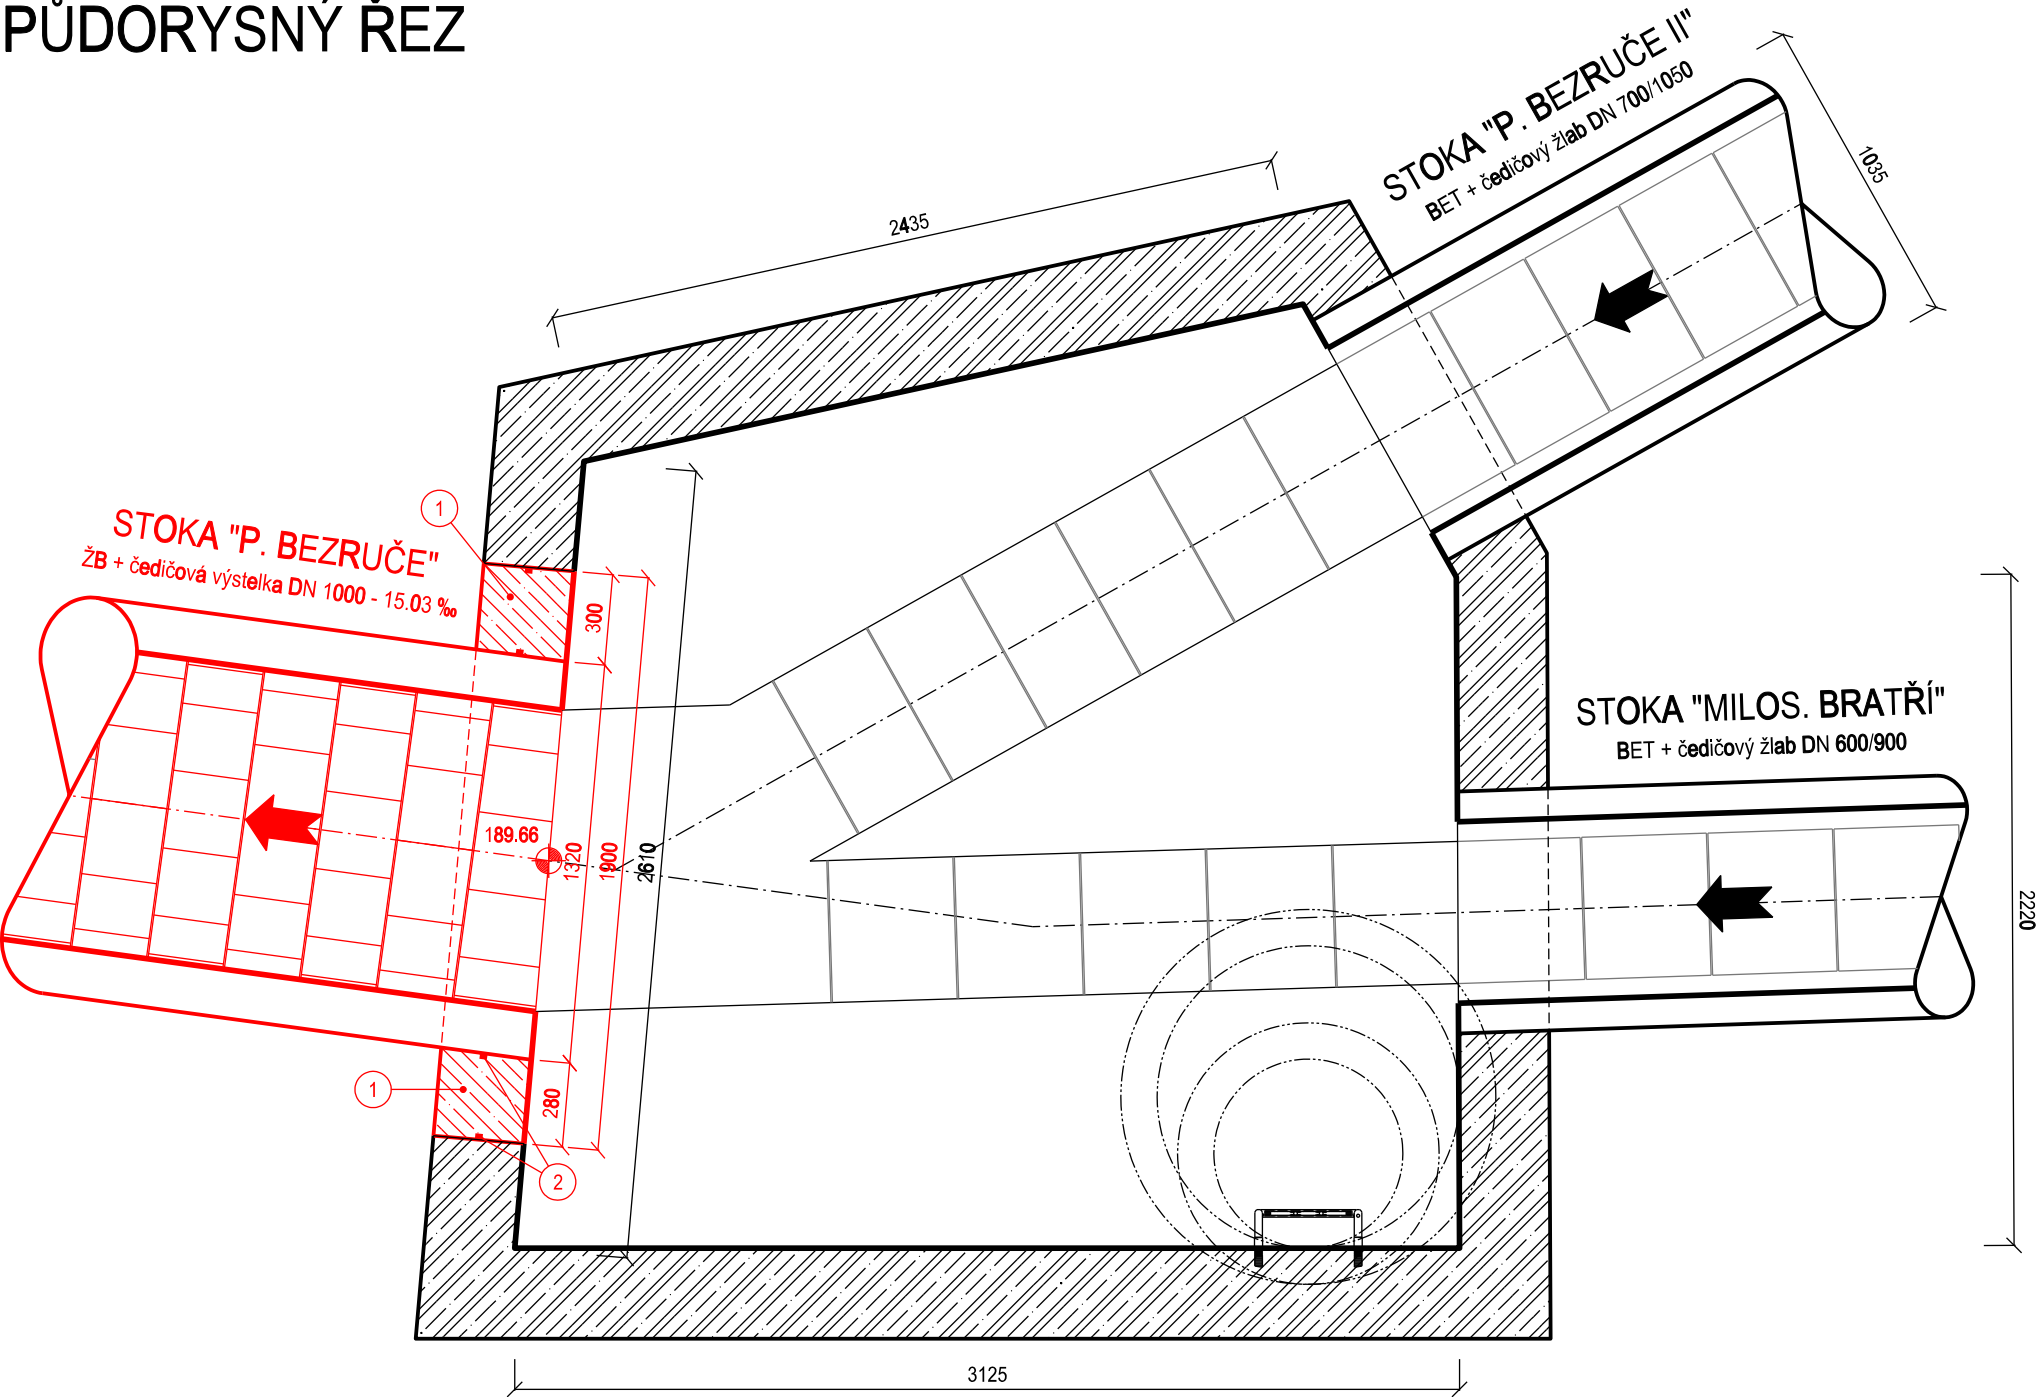 PŮDORYSNÝ ŘEZ
STOKA "P. BEZRUČE II"
BET + čedičový žlab DN 700/1050
1035
2435
1
STOKA "P. BEZRUČE"
ŽB + čedičová výstelka DN 1000 - 15.03 ‰
300
STOKA "MILOS. BRATŘÍ"
BET + čedičový žlab DN 600/900
189.66
1320
1900
2610
2220
1
280
2
3125